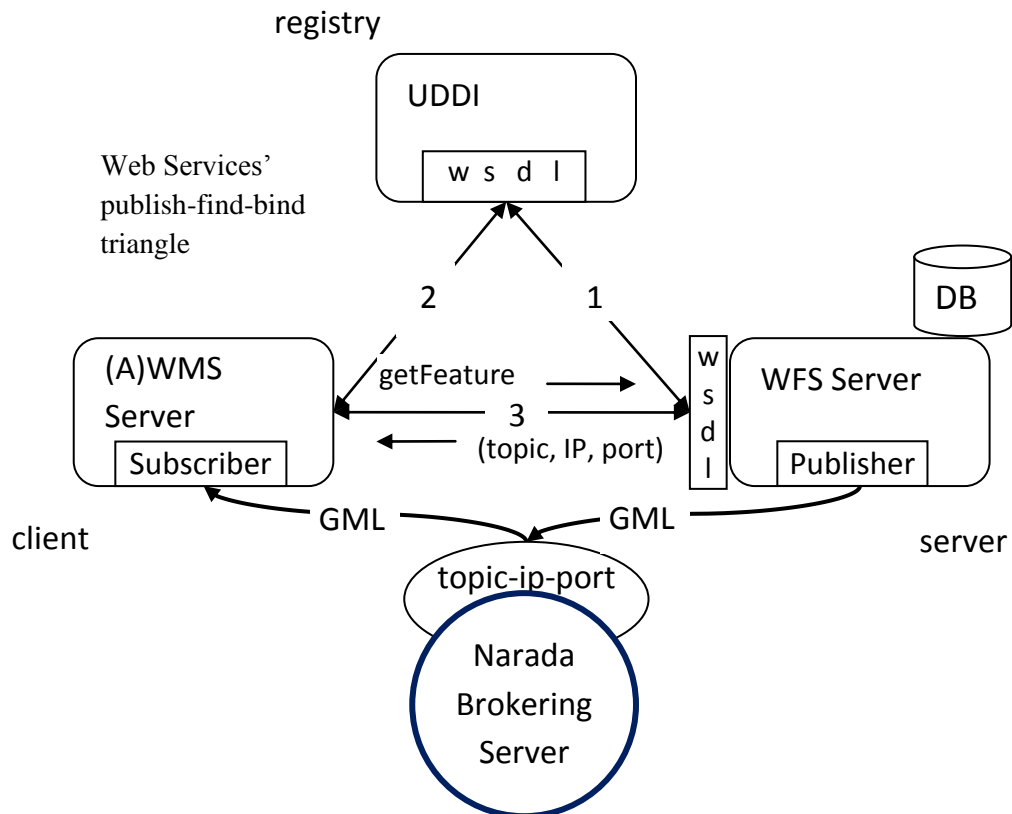 registry
UDDI
w s d l
Web Services’
publish-find-bind
triangle
2
1
DB
(A)WMS
Server
Subscriber
getFeature
3
(topic, IP, port)
w
s
d
l
WFS Server
Publisher
GML
GML
client
server
topic-ip-port
Narada
Brokering
Server